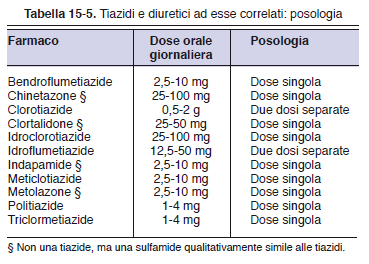 Tabella 15-5. Tiazidi e diuretici ad esse correlati: posologia
Farmaco Dose orale giornaliera Posologia
Bendroflumetiazide 2,5-10 mg Dose singola
Chinetazone § 25-100 mg Dose singola
Clorotiazide 0,5-2 g Due dosi separate
Clortalidone § 25-50 mg Dose singola
Idroclorotiazide 25-100 mg Dose singola
Idroflumetiazide 12,5-50 mg Due dosi separate
Indapamide § 2,5-10 mg Dose singola
Meticlotiazide 2,5-10 mg Dose singola
Metolazone § 2,5-10 mg Dose singola
Politiazide 1-4 mg Dose singola
Triclormetiazide 1-4 mg Dose singola
§ Non una tiazide, ma una sulfamide qualitativamente simile alle tiazidi.